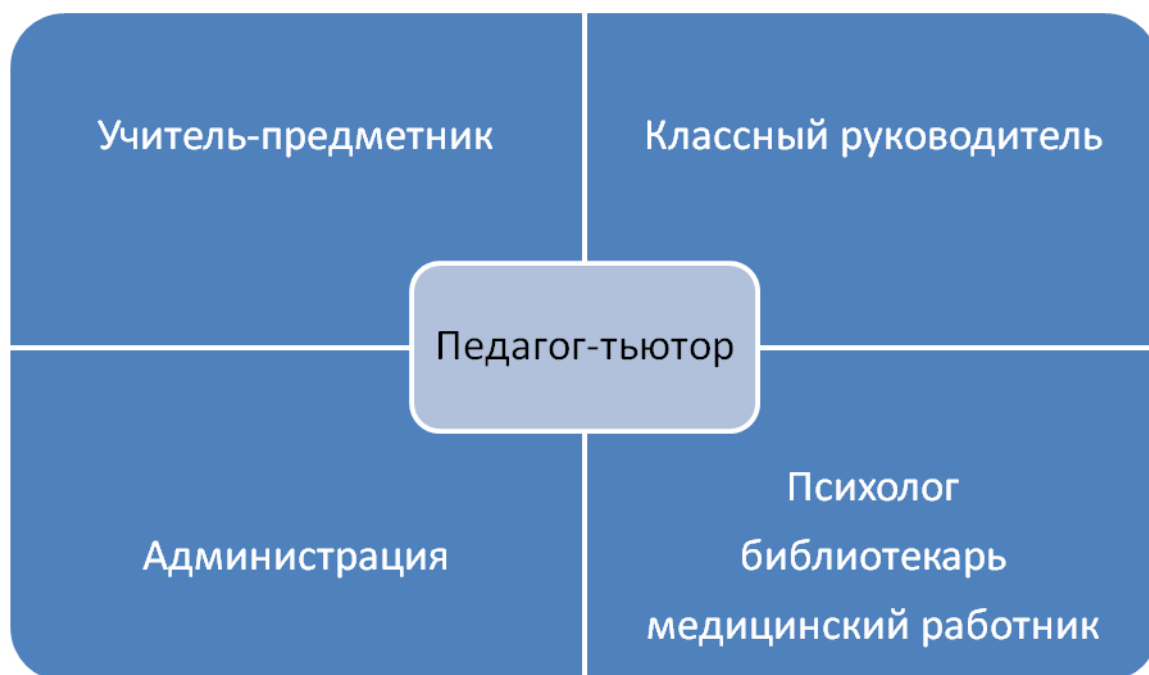 Учитель-предметник
Классный руководитель
Педагог-тьютор
Администрация
Психолог
библиотекарь
медицинский работник